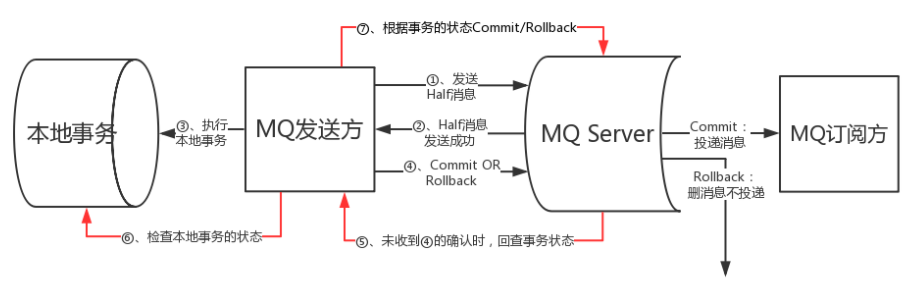 ⑦、根据事务的状态Commit/Rollback
①、发送
Half消息
本地事务
③、执行
本地事务
MQ发送方
②、Half消息
发送成功
MQ Server
Commit：
投递消息
MQ订阅方
④、Commit OR
Rollback
Rollback：
删消息不投递
⑥、检查本地事务的状态
⑤、未收到④的确认时，回查事务状态